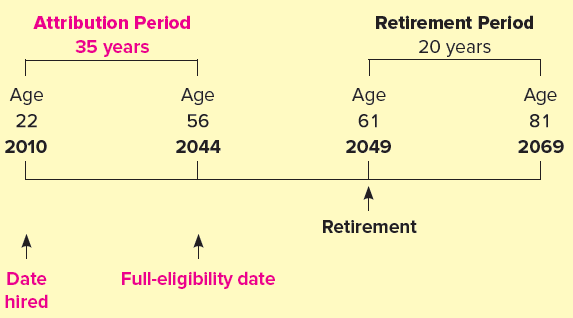 Attribution Period
35 years
Retirement Period
20 years
Age
22
2010
Age
56
2044
Age
61
2049
Age
81
2069
Retirement
Date
hired
Full-eligibility date